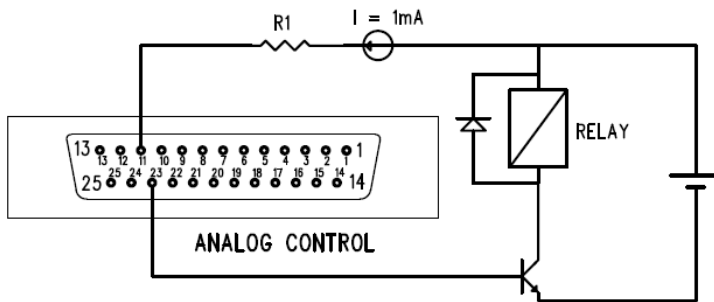 R1
I = 1mA
RELAY
13 1
13 12 11 10 9 8 7 6 5 4 3 2 1
25 24 23 22 21 20 19 18 17 16 15 14
25 14
ANALOG CONTROL